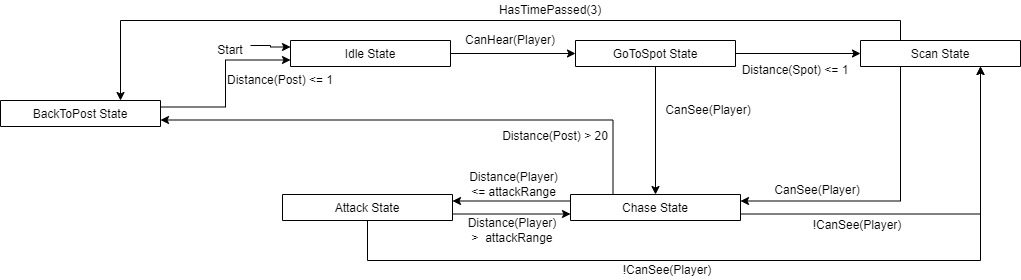 HasTimePassed(3)
Start
Idle State
CanHear(Player)
GoToSpot State
Scan State
Distance(Post) <= 1
Distance(Spot) <= 1
BackToPost State
CanSee(Player)
Distance(Post) > 20
Distance(Player)
<= attackRange
CanSee(Player)
Attack State
Chase State
Distance(Player)
> attackRange
!CanSee(Player)
!CanSee(Player)